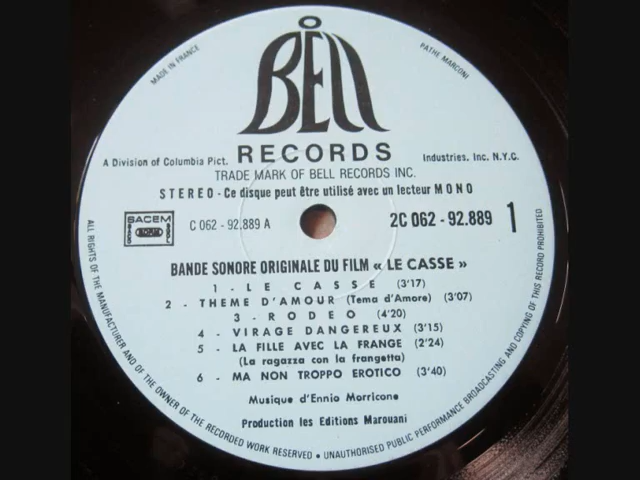 BELL
MADE IN FRANCE
PATHE MARCONI
RECORDS
A Division of Columbia Pict. Industries. Inc. N.Y.C.
TRADE MARK OF BELL RECORDS INC.
STEREO - Ce disque peut être utilisé avec un lecteur MONO
SACEM
C 062 - 92.889 A
2C 062 - 92.889 1
BANDE SONORE ORIGINALE DU FILM « LE CASSE »
1 - LE CASSE (3'17)
2 - THEME D'AMOUR (Tema d'Amore) (3'07)
3 - RODEO (4'20)
4 - VIRAGE DANGEREUX (3'15)
5 - LA FILLE AVEC LA FRANGE (2'24)
(La ragazza con la frangetta)
6 - MA NON TROPPO EROTICO (3'40)
Musique d'Ennio Morricone
Production les Editions Marouani
ALL RIGHTS OF THE MANUFACTURER AND OF THE OWNER OF THE RECORDED WORK RESERVED • UNAUTHORISED PUBLIC PERFORMANCE BROADCASTING AND COPYING OF THIS RECORD PROHIBITED